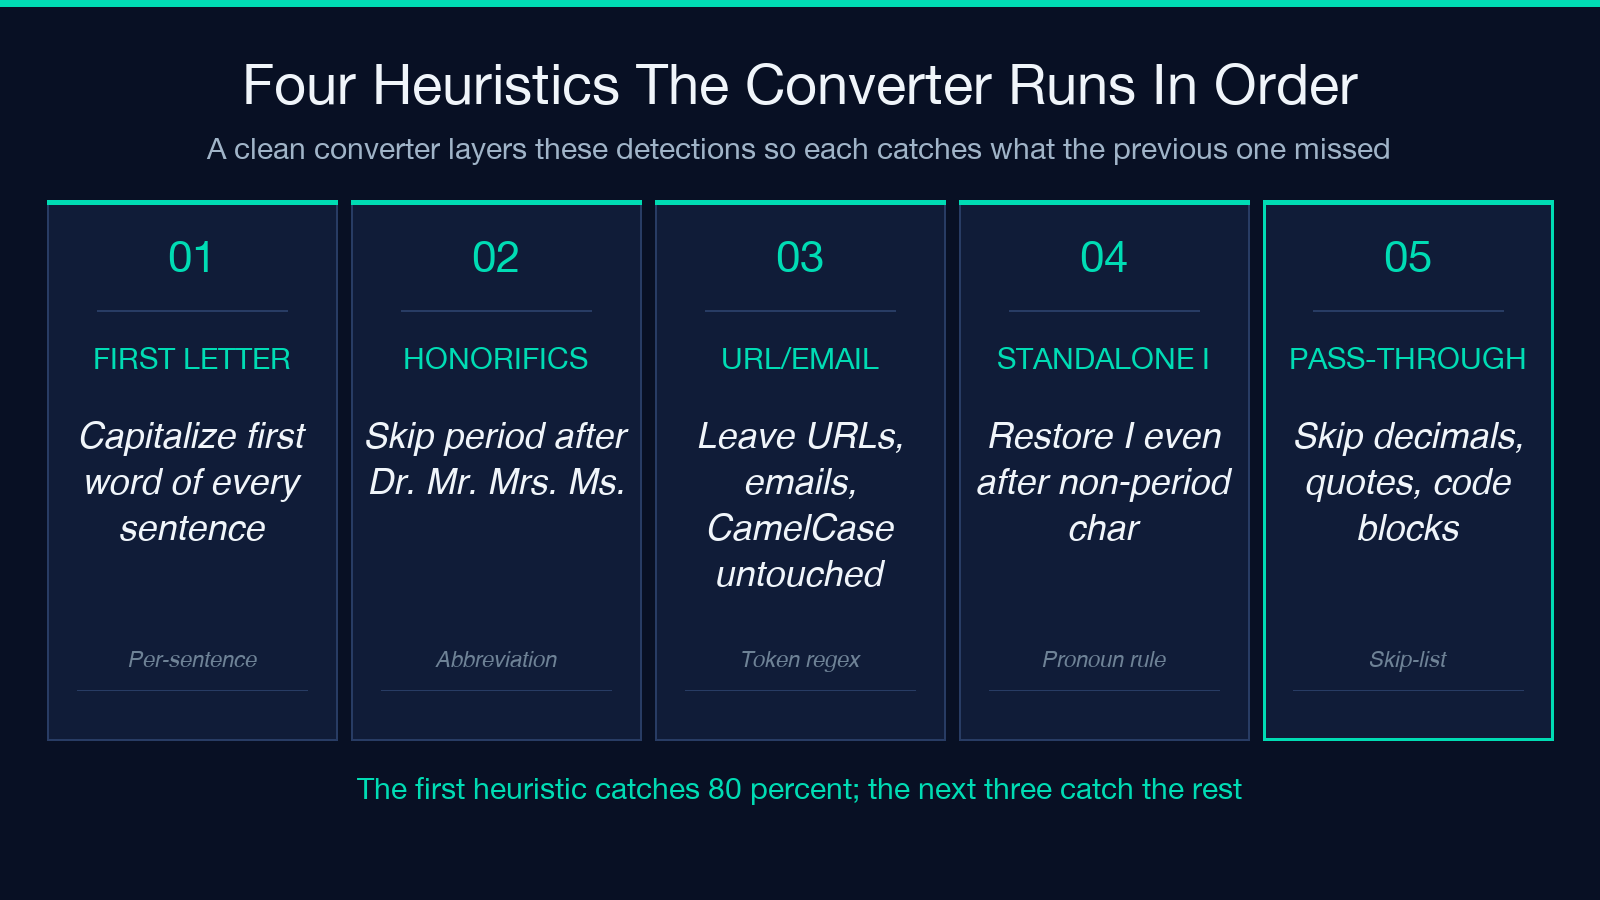 Four Heuristics The Converter Runs In Order
A clean converter layers these detections so each catches what the previous one missed
01
FIRST LETTER
Capitalize first
word of every
sentence
Per-sentence
02
HONORIFICS
Skip period after
Dr. Mr. Mrs. Ms.
Abbreviation
03
URL/EMAIL
Leave URLs,
emails,
CamelCase
untouched
Token regex
04
STANDALONE I
Restore I even
after non-period
char
Pronoun rule
05
PASS-THROUGH
Skip decimals,
quotes, code
blocks
Skip-list
The first heuristic catches 80 percent; the next three catch the rest